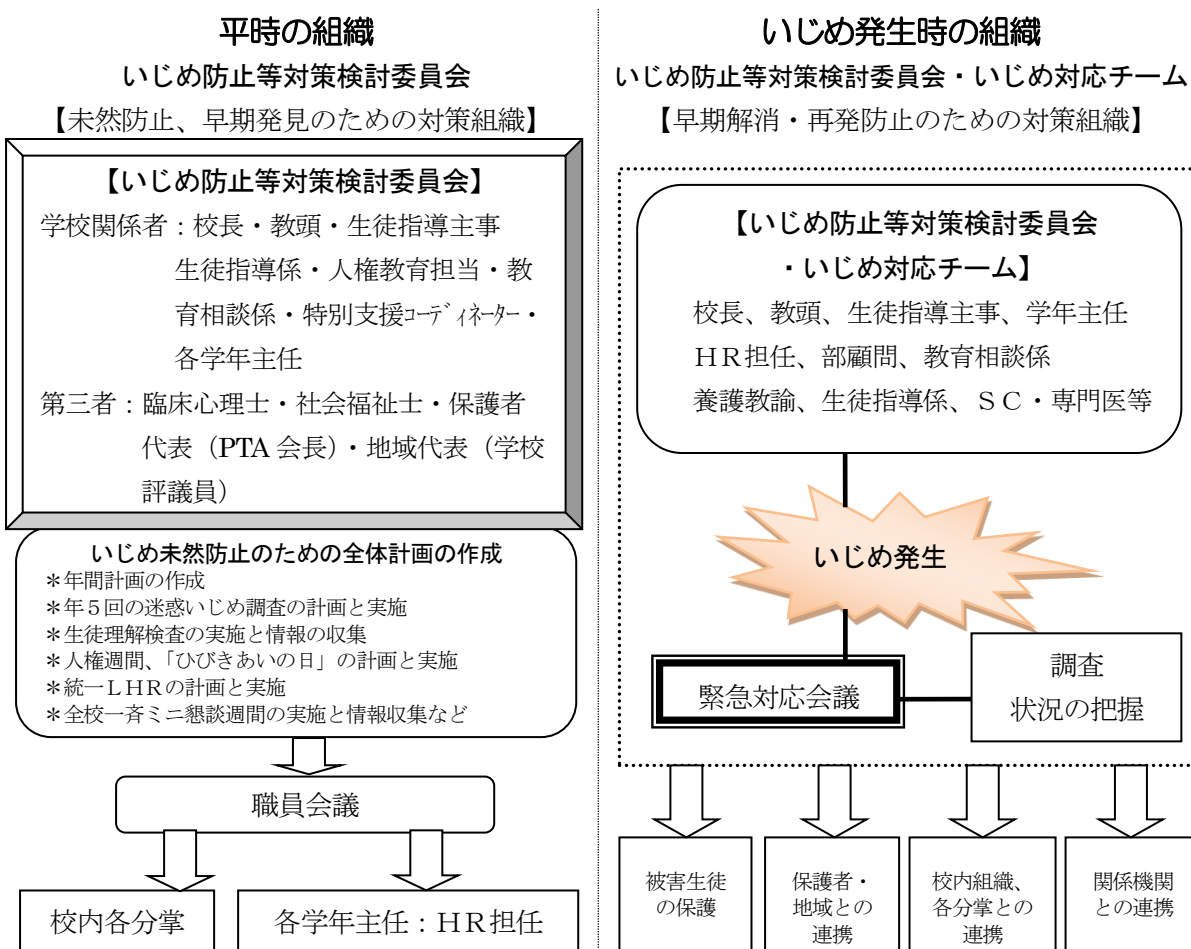 平時の組織
いじめ防止等対策検討委員会
【未然防止、早期発見のための対策組織】
【いじめ防止等対策検討委員会】
学校関係者：校長・教頭・生徒指導主事
生徒指導係・人権教育担当・教
育相談係・特別支援ｺｰﾃﾞｨﾈｰﾀｰ・
各学年主任
第三者：臨床心理士・社会福祉士・保護者
代表（PTA 会長）・地域代表（学校
評議員）
いじめ未然防止のための全体計画の作成
＊年間計画の作成
＊年５回の迷惑いじめ調査の計画と実施
＊生徒理解検査の実施と情報の収集
＊人権週間、「ひびきあいの日」の計画と実施
＊統一ＬＨＲの計画と実施
＊全校一斉ミニ懇談週間の実施と情報収集など
職員会議
校内各分掌
各学年主任：ＨＲ担任
いじめ発生時の組織
いじめ防止等対策検討委員会・いじめ対応チーム
【早期解消・再発防止のための対策組織】
【いじめ防止等対策検討委員会
・いじめ対応チーム】
校長、教頭、生徒指導主事、学年主任
ＨＲ担任、部顧問、教育相談係
養護教諭、生徒指導係、ＳＣ・専門医等
いじめ発生
緊急対応会議
調査
状況の把握
被害生徒
の保護
保護者・
地域との
連携
校内組織、
各分掌との
連携
関係機関
との連携